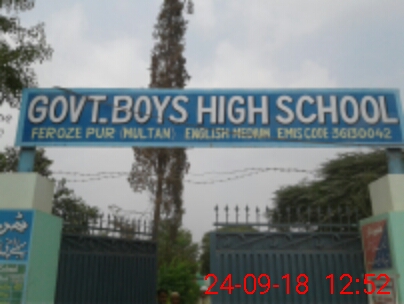 GOVT. BOYS HIGH SCHOOL
FEROZE PUR (MULTAN) ENGLISH MEDIUM EMIS CODE 36130042
24-09-18 12:52